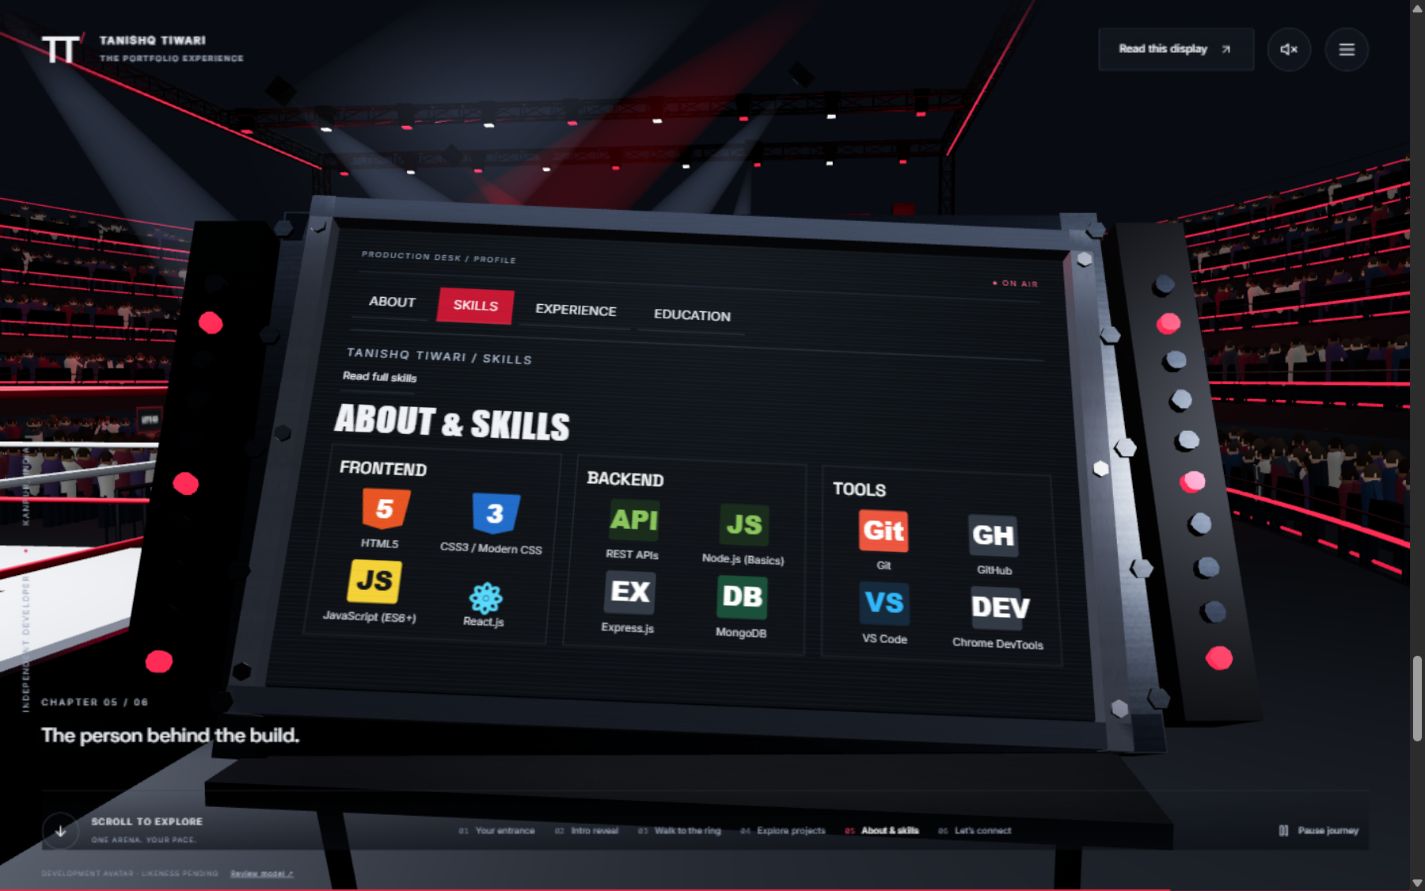 TT
TANISHQ TIWARI
THE PORTFOLIO EXPERIENCE
Read this display
PRODUCTION DESK / PROFILE
ON AIR
ABOUT
SKILLS
EXPERIENCE
EDUCATION
TANISHQ TIWARI / SKILLS
Read full skills
ABOUT & SKILLS
FRONTEND
5
HTML5
3
CSS3 / Modern CSS
JS
JavaScript (ES6+)
React.js
BACKEND
API
REST APIs
JS
Node.js (Basics)
EX
Express.js
DB
MongoDB
TOOLS
Git
Git
GH
GitHub
VS
VS Code
DEV
Chrome DevTools
INDEPENDENT DEVELOPER
CHAPTER 05 / 06
The person behind the build.
SCROLL TO EXPLORE
ONE ARENA. YOUR PACE.
01 Your entrance
02 Intro reveal
03 Walk to the ring
04 Explore projects
05 About & skills
06 Let's connect
Pause journey
DEVELOPMENT AVATAR · LIKENESS PENDING
Review model ↗